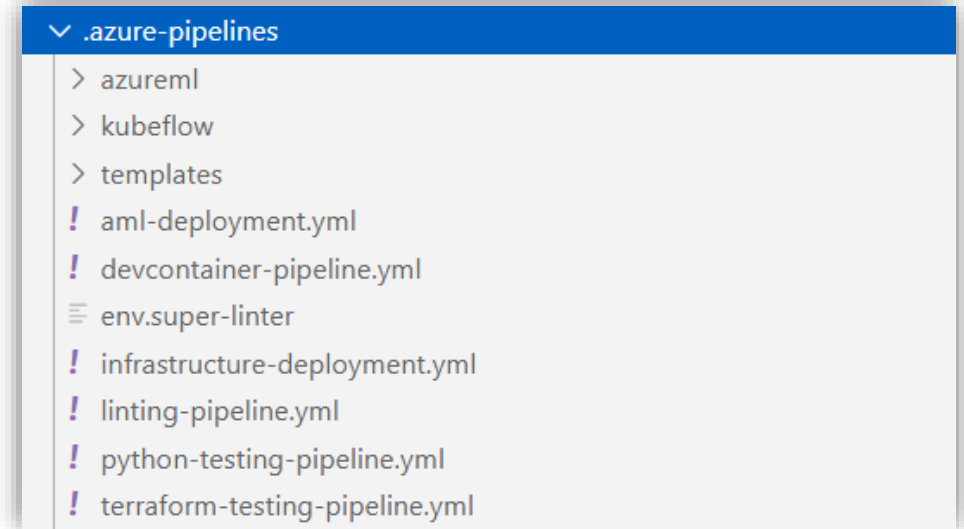 .azure-pipelines
azureml
kubeflow
templates
! aml-deployment.yml
! devcontainer-pipeline.yml
env.super-linter
! infrastructure-deployment.yml
! linting-pipeline.yml
! python-testing-pipeline.yml
! terraform-testing-pipeline.yml